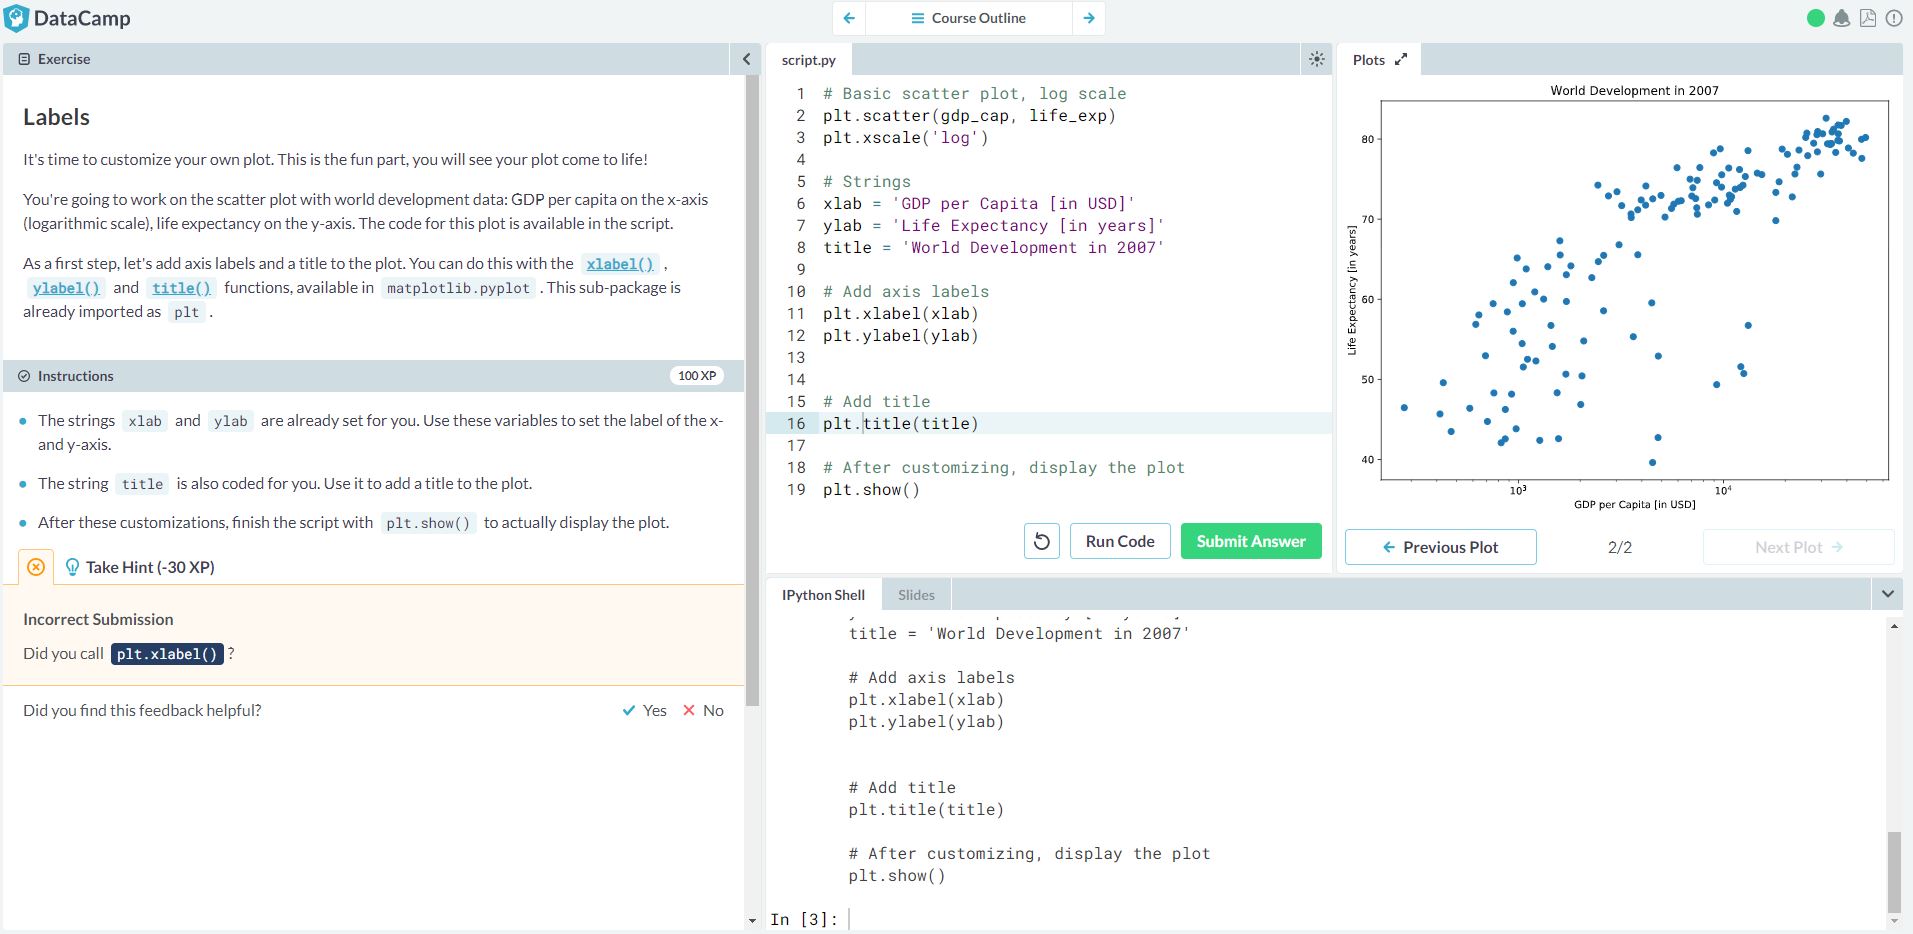 DataCamp
Course Outline
Exercise
Labels
It's time to customize your own plot. This is the fun part, you will see your plot come to life!
You're going to work on the scatter plot with world development data: GDP per capita on the x-axis
(logarithmic scale), life expectancy on the y-axis. The code for this plot is available in the script.
As a first step, let's add axis labels and a title to the plot. You can do this with the xlabel() ,
ylabel() and title() functions, available in matplotlib.pyplot . This sub-package is
already imported as plt .
Instructions
100 XP
The strings xlab and ylab are already set for you. Use these variables to set the label of the x-
and y-axis.
The string title is also coded for you. Use it to add a title to the plot.
After these customizations, finish the script with plt.show() to actually display the plot.
Take Hint (-30 XP)
Incorrect Submission
Did you call plt.xlabel() ?
Did you find this feedback helpful?
Yes
No
script.py
1 # Basic scatter plot, log scale
2 plt.scatter(gdp_cap, life_exp)
3 plt.xscale('log')
4
5 # Strings
6 xlab = 'GDP per Capita [in USD]'
7 ylab = 'Life Expectancy [in years]'
8 title = 'World Development in 2007'
9
10 # Add axis labels
11 plt.xlabel(xlab)
12 plt.ylabel(ylab)
13
14
15 # Add title
16 plt.title(title)
17
18 # After customizing, display the plot
19 plt.show()
Run Code
Submit Answer
Plots
World Development in 2007
80
70
60
50
40
Life Expectancy [in years]
10³
10⁴
GDP per Capita [in USD]
Previous Plot
2/2
Next Plot
IPython Shell
Slides
title = 'World Development in 2007'
# Add axis labels
plt.xlabel(xlab)
plt.ylabel(ylab)
# Add title
plt.title(title)
# After customizing, display the plot
plt.show()
In [3]: